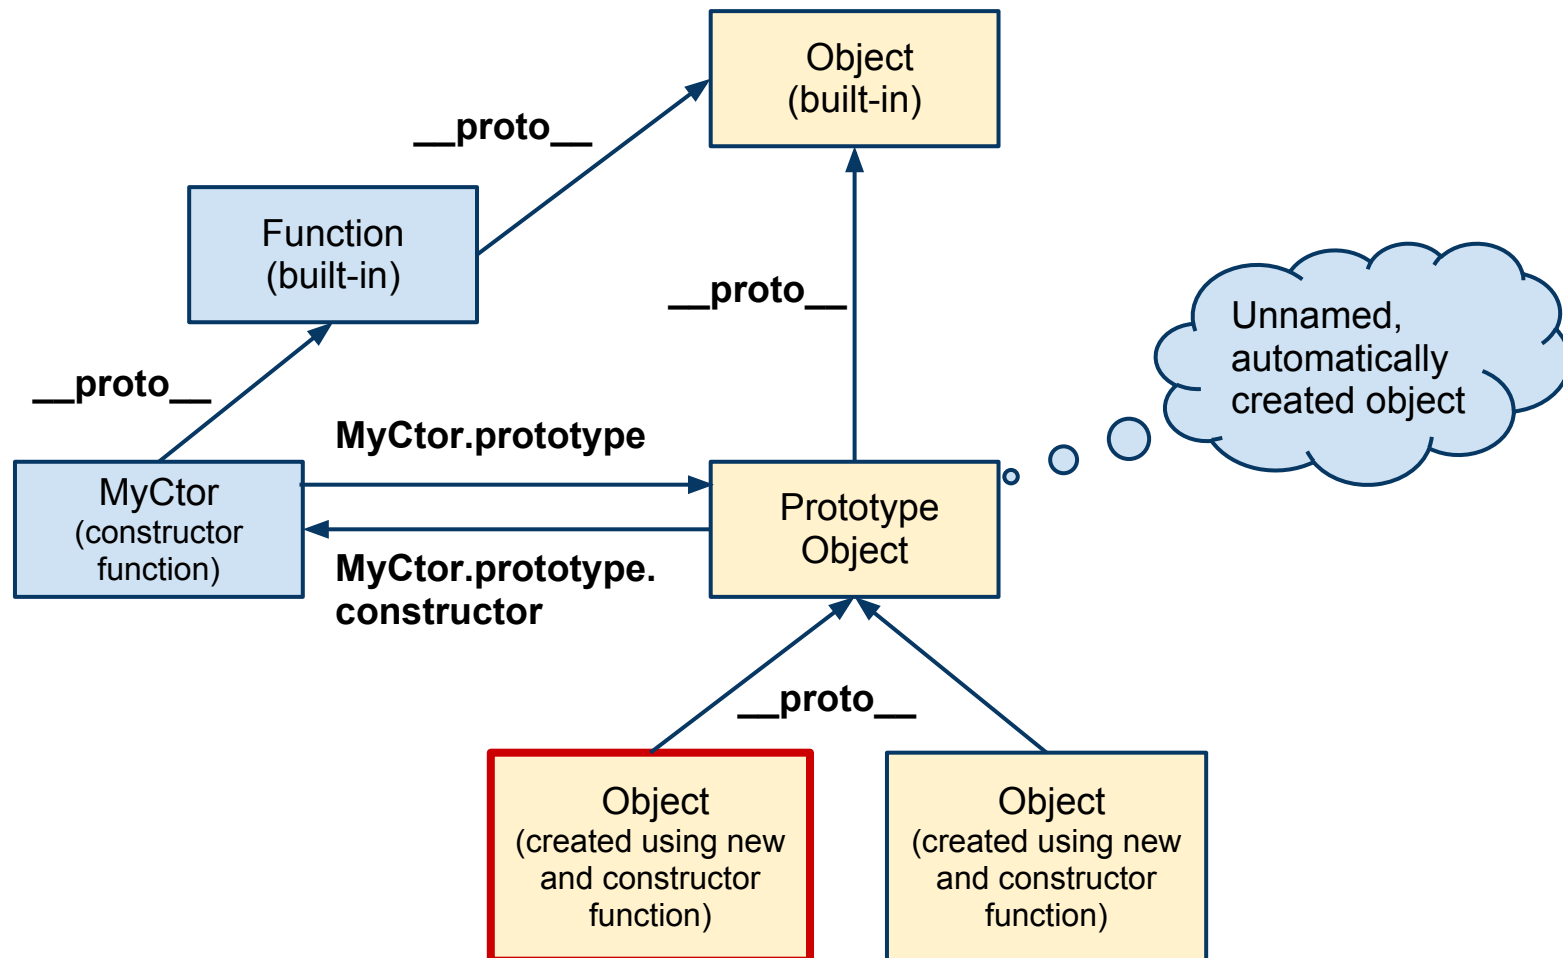 Object
(built-in)
__proto__
Function
(built-in)
__proto__
Unnamed,
automatically
created object
__proto__
MyCtor.prototype
MyCtor
(constructor
function)
Prototype
Object
MyCtor.prototype.
constructor
__proto__
Object
(created using new
and constructor
function)
Object
(created using new
and constructor
function)